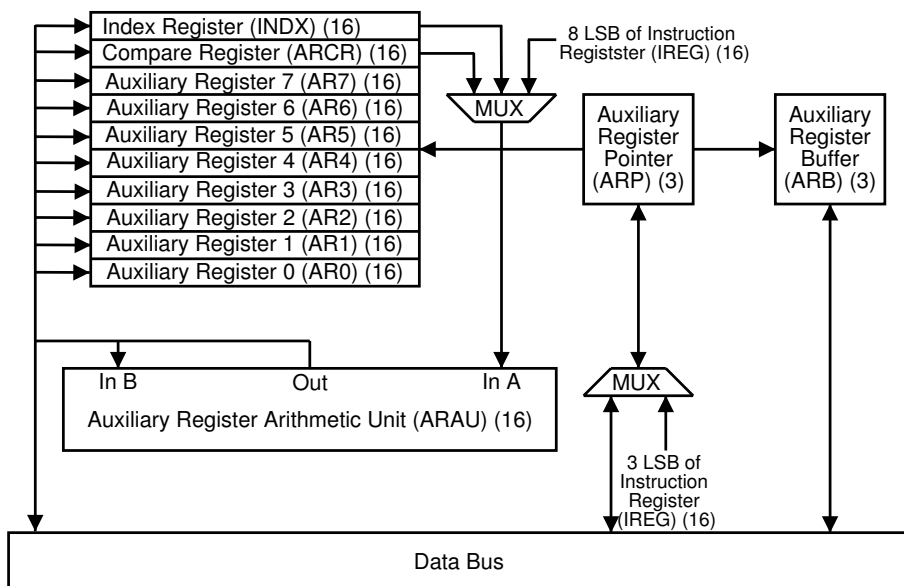 Index Register (INDX) (16)
Compare Register (ARCR) (16)
Auxiliary Register 7 (AR7) (16)
Auxiliary Register 6 (AR6) (16)
Auxiliary Register 5 (AR5) (16)
Auxiliary Register 4 (AR4) (16)
Auxiliary Register 3 (AR3) (16)
Auxiliary Register 2 (AR2) (16)
Auxiliary Register 1 (AR1) (16)
Auxiliary Register 0 (AR0) (16)
8 LSB of Instruction
Registster (IREG) (16)
MUX
Auxiliary
Register
Pointer
(ARP) (3)
Auxiliary
Register
Buffer
(ARB) (3)
In B
Out
In A
Auxiliary Register Arithmetic Unit (ARAU) (16)
MUX
3 LSB of
Instruction
Register
(IREG) (16)
Data Bus